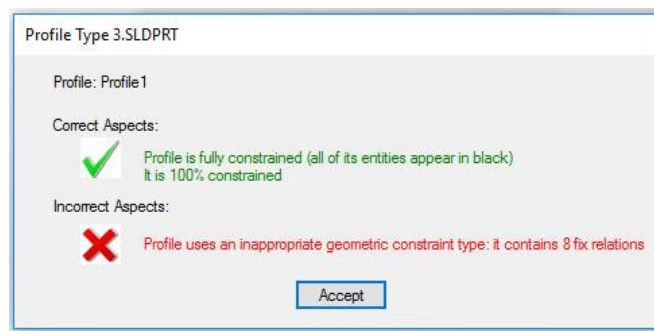 Profile Type 3.SLDPRT
Profile: Profile1
Correct Aspects:
Profile is fully constrained (all of its entities appear in black)
It is 100% constrained
Incorrect Aspects:
Profile uses an inappropriate geometric constraint type: it contains 8 fix relations
Accept